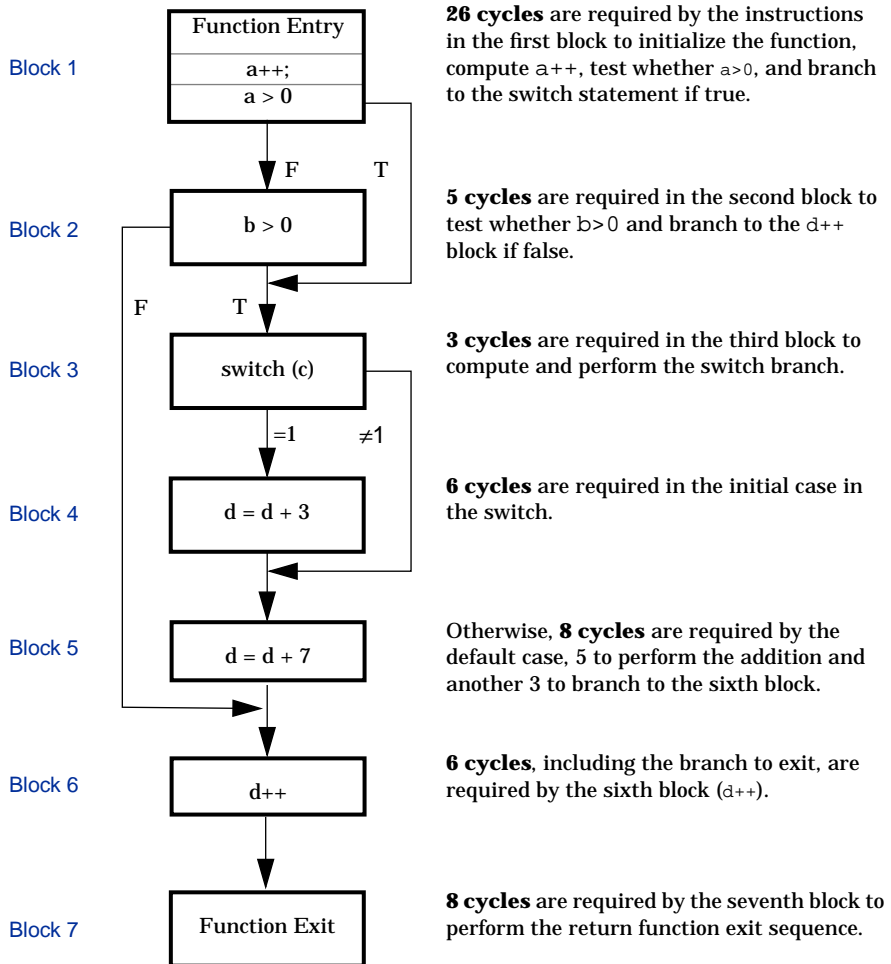 Function Entry
26 cycles are required by the instructions
in the first block to initialize the function,
compute a++, test whether a>0, and branch
to the switch statement if true.
Block 1
a++;
a > 0
F
T
Block 2
b > 0
5 cycles are required in the second block to
test whether b>0 and branch to the d++
block if false.
F
T
Block 3
switch (c)
3 cycles are required in the third block to
compute and perform the switch branch.
=1
≠1
Block 4
d = d + 3
6 cycles are required in the initial case in
the switch.
Block 5
d = d + 7
Otherwise, 8 cycles are required by the
default case, 5 to perform the addition and
another 3 to branch to the sixth block.
Block 6
d++
6 cycles, including the branch to exit, are
required by the sixth block (d++).
Block 7
Function Exit
8 cycles are required by the seventh block to
perform the return function exit sequence.